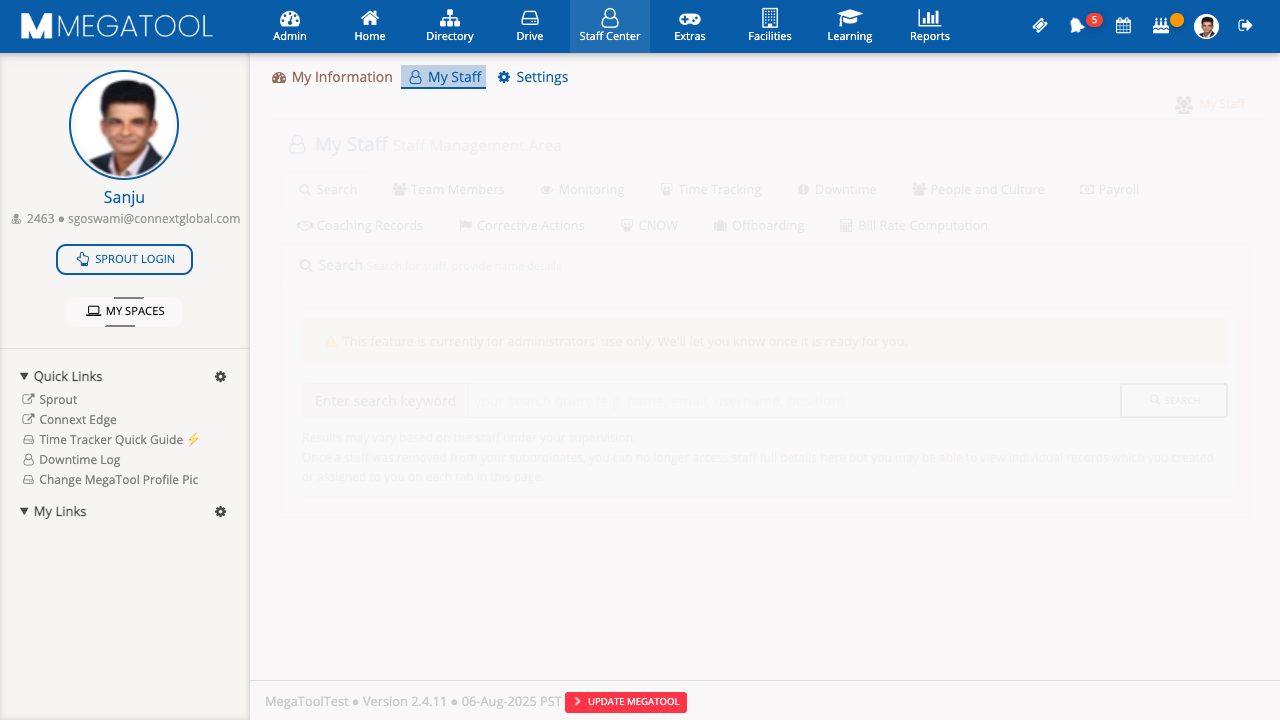 MEGATOOL
Admin
Home
Directory
Drive
Staff Center
Extras
Facilities
Learning
Reports
5
Sanju
2463 ● sgoswami@connextglobal.com
SPROUT LOGIN
MY SPACES
Quick Links
Sprout
Connext Edge
Time Tracker Quick Guide ⚡
Downtime Log
Change MegaTool Profile Pic
My Links
My Information
My Staff
Settings
My Staff
My Staff Staff Management Area
Search
Team Members
Monitoring
Time Tracking
Downtime
People and Culture
Payroll
Coaching Records
Corrective Actions
CNOW
Offboarding
Bill Rate Computation
Search Search for staff, provide name details
This feature is currently for administrators' use only. We'll let you know once it is ready for you.
Enter search keyword
SEARCH
Results may vary based on the staff under your supervision.
Once a staff was removed from your subordinates, you can no longer access staff full details here but you may be able to view individual records which you created
or assigned to you on each tab in this page.
MegaToolTest ● Version 2.4.11 ● 06-Aug-2025 PST
UPDATE MEGATOOL